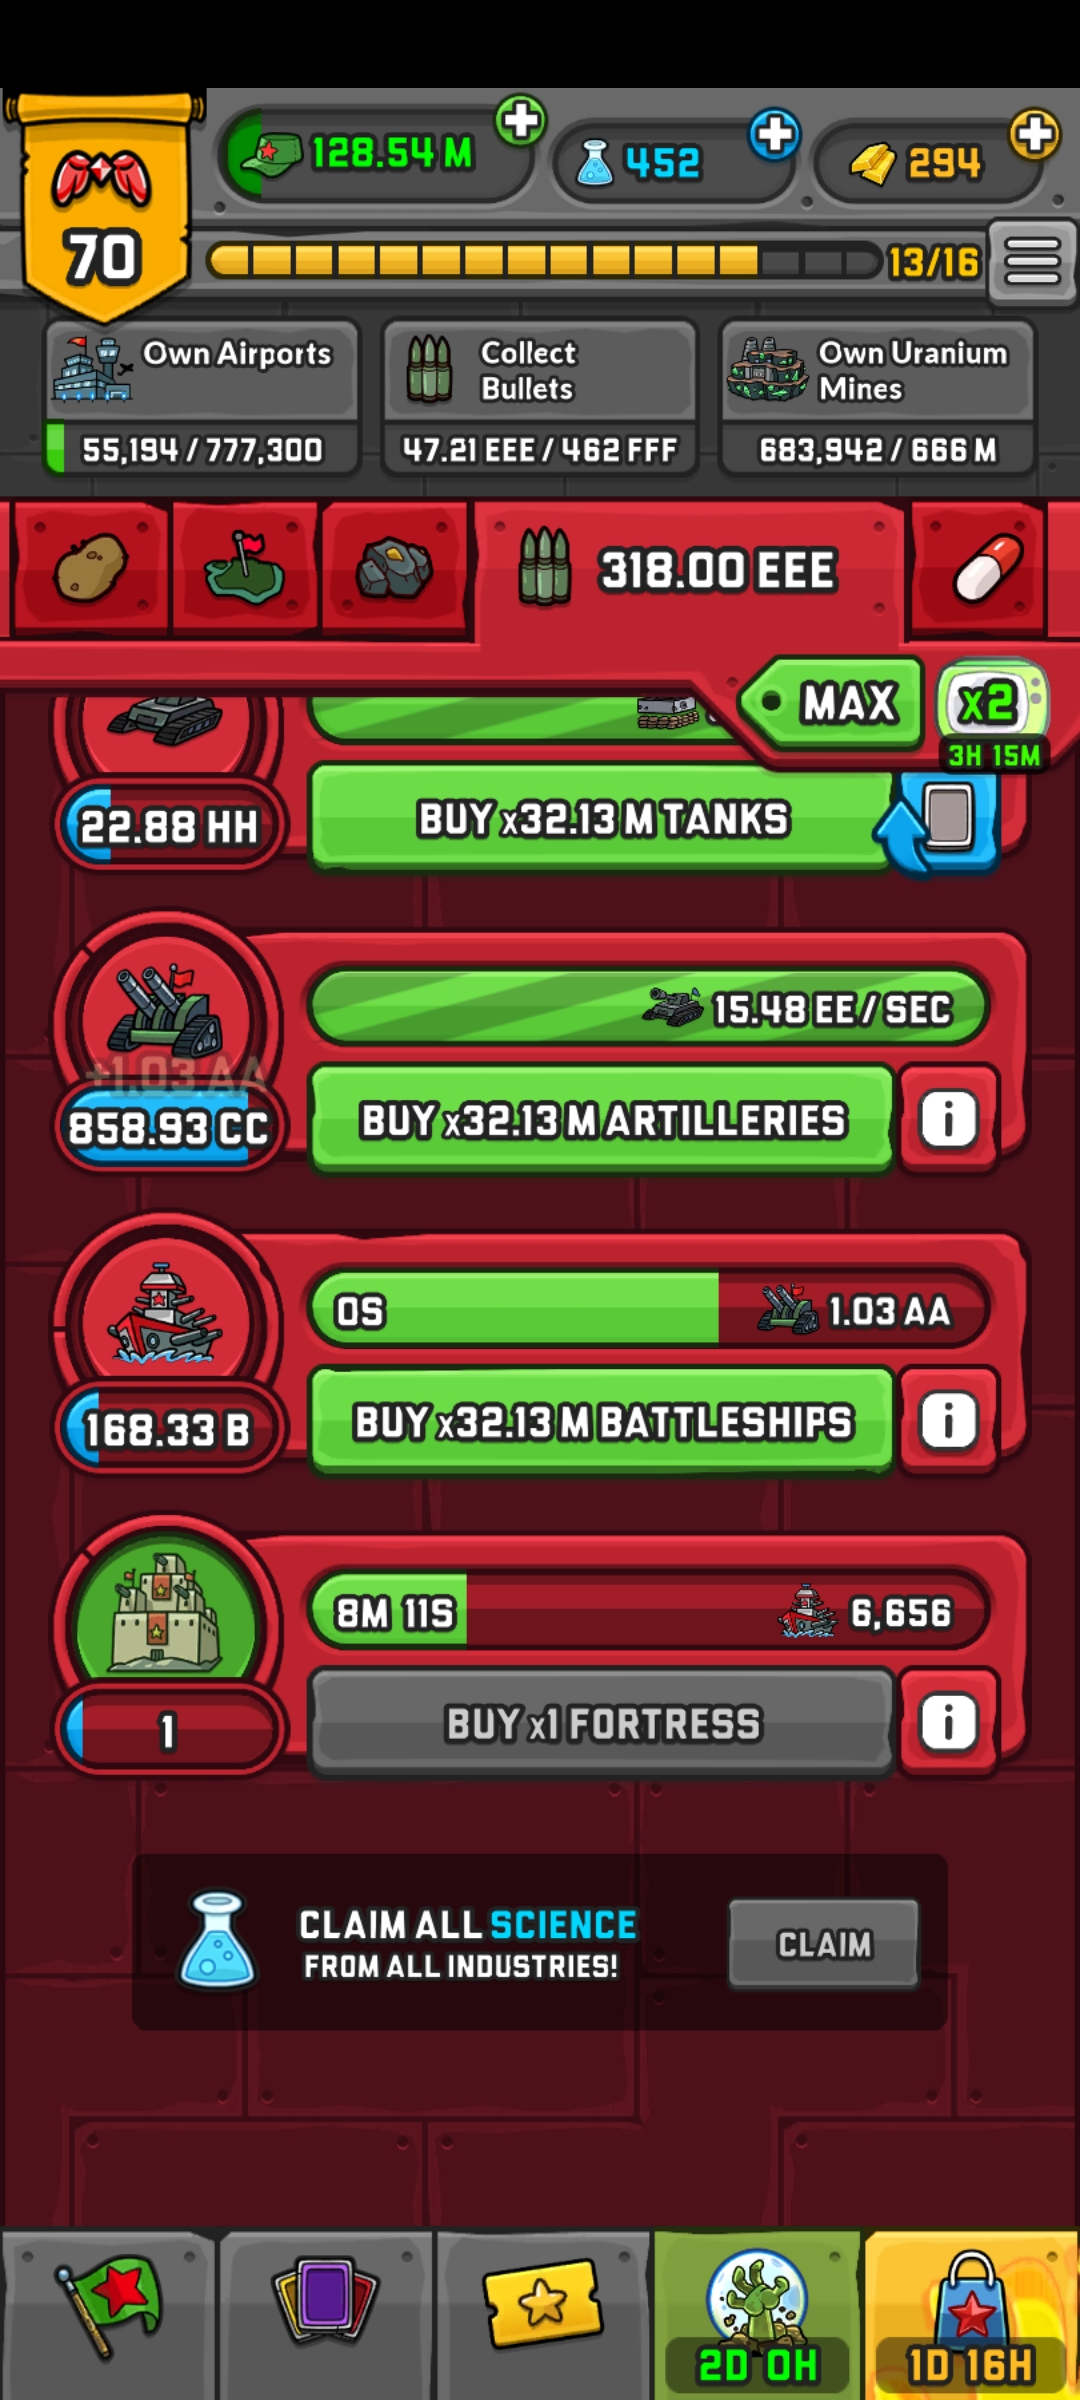 128.54 M
452
294
70
13/16
Own Airports
55,194 / 777,300
Collect
Bullets
47.21 EEE / 462 FFF
Own Uranium
Mines
683,942 / 666 M
318.00 EEE
MAX
x2
3H 15M
22.88 HH
BUY x32.13 M TANKS
15.48 EE / SEC
+1.03 AA
858.93 CC
BUY x32.13 M ARTILLERIES
0S
1.03 AA
168.33 B
BUY x32.13 M BATTLESHIPS
8M 11S
6,656
1
BUY x1 FORTRESS
CLAIM ALL SCIENCE
FROM ALL INDUSTRIES!
CLAIM
2D 0H
1D 16H